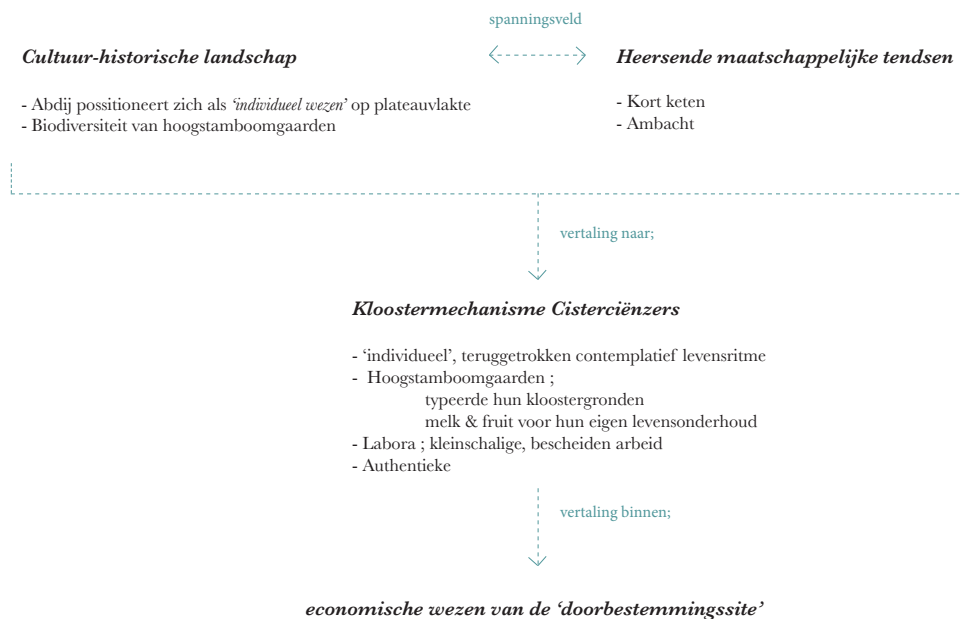 spanningsveld
Cultuur-historische landschap
- Abdij possitioneert zich als ‘individueel wezen’ op plateauvlakte
- Biodiversiteit van hoogstamboomgaarden
Heersende maatschappelijke tendsen
- Kort keten
- Ambacht
vertaling naar;
Kloostermechanisme Cisterciënzers
- ‘individueel’, teruggetrokken contemplatief levensritme
- Hoogstamboomgaarden ;
typeerde hun kloostergronden
melk & fruit voor hun eigen levensonderhoud
- Labora ; kleinschalige, bescheiden arbeid
- Authentieke
vertaling binnen;
economische wezen van de ‘doorbestemmingssite’